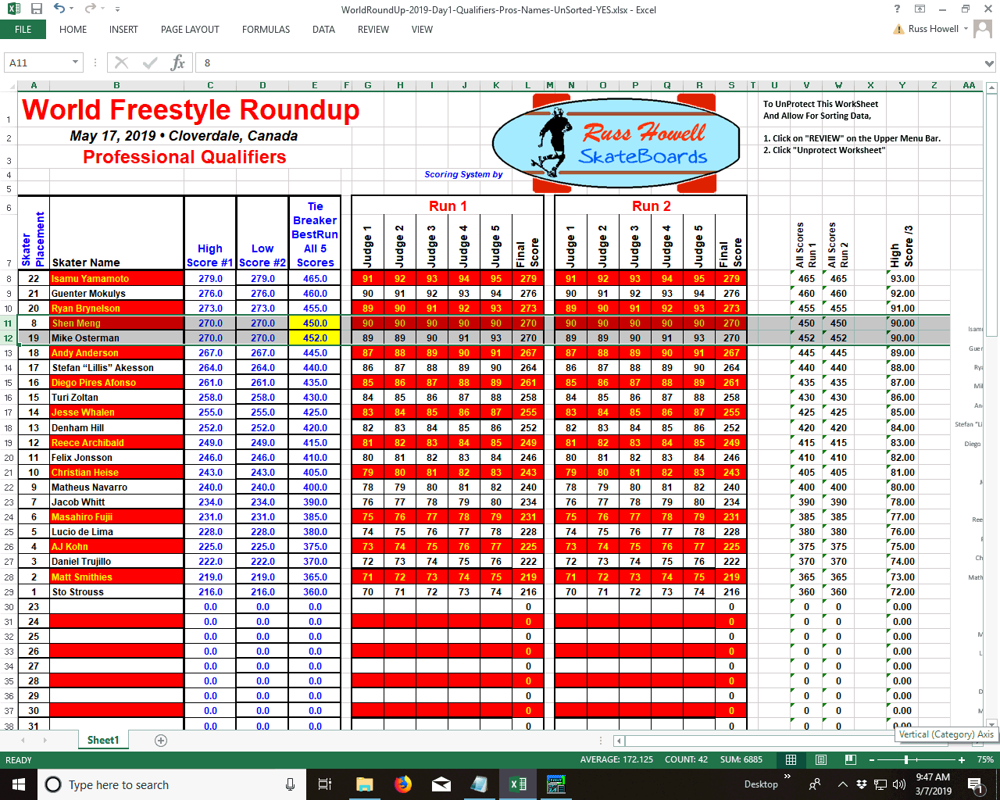 WorldRoundUp-2019-Day1-Qualifiers-Pros-Names-UnSorted-YES.xlsx - Excel
FILE HOME INSERT PAGE LAYOUT FORMULAS DATA REVIEW VIEW Russ Howell
A11 fx 8
A B C D E F G H I J K L M N O P Q R S T U V W X Y Z AA
1 World Freestyle Roundup
2 May 17, 2019 • Cloverdale, Canada
3 Professional Qualifiers
4 Scoring System by
5
Russ Howell
SkateBoards
To UnProtect This WorkSheet
And Allow For Sorting Data,
1. Click on "REVIEW" on the Upper Menu Bar.
2. Click "Unprotect Worksheet"
6 Run 1 Run 2
7 Skater Placement Skater Name High Score #1 Low Score #2 Tie Breaker BestRun All 5 Scores Judge 1 Judge 2 Judge 3 Judge 4 Judge 5 Final Score Judge 1 Judge 2 Judge 3 Judge 4 Judge 5 Final Score All Scores Run 1 All Scores Run 2 High Score /3
8 22 Isamu Yamamoto 279.0 279.0 465.0 91 92 93 94 95 279 91 92 93 94 95 279 465 465 93.00
9 21 Guenter Mokulys 276.0 276.0 460.0 90 91 92 93 94 276 90 91 92 93 94 276 460 460 92.00
10 20 Ryan Brynelson 273.0 273.0 455.0 89 90 91 92 93 273 89 90 91 92 93 273 455 455 91.00
11 8 Shen Meng 270.0 270.0 450.0 90 90 90 90 90 270 90 90 90 90 90 270 450 450 90.00
12 19 Mike Osterman 270.0 270.0 452.0 89 89 90 91 93 270 89 89 90 91 93 270 452 452 90.00
13 18 Andy Anderson 267.0 267.0 445.0 87 88 89 90 91 267 87 88 89 90 91 267 445 445 89.00
14 17 Stefan “Lillis” Akesson 264.0 264.0 440.0 86 87 88 89 90 264 86 87 88 89 90 264 440 440 88.00
15 16 Diego Pires Afonso 261.0 261.0 435.0 85 86 87 88 89 261 85 86 87 88 89 261 435 435 87.00
16 15 Turi Zoltan 258.0 258.0 430.0 84 85 86 87 88 258 84 85 86 87 88 258 430 430 86.00
17 14 Jesse Whalen 255.0 255.0 425.0 83 84 85 86 87 255 83 84 85 86 87 255 425 425 85.00
18 13 Denham Hill 252.0 252.0 420.0 82 83 84 85 86 252 82 83 84 85 86 252 420 420 84.00
19 12 Reece Archibald 249.0 249.0 415.0 81 82 83 84 85 249 81 82 83 84 85 249 415 415 83.00
20 11 Felix Jonsson 246.0 246.0 410.0 80 81 82 83 84 246 80 81 82 83 84 246 410 410 82.00
21 10 Christian Heise 243.0 243.0 405.0 79 80 81 82 83 243 79 80 81 82 83 243 405 405 81.00
22 9 Matheus Navarro 240.0 240.0 400.0 78 79 80 81 82 240 78 79 80 81 82 240 400 400 80.00
23 7 Jacob Whitt 234.0 234.0 390.0 76 77 78 79 80 234 76 77 78 79 80 234 390 390 78.00
24 6 Masahiro Fujii 231.0 231.0 385.0 75 76 77 78 79 231 75 76 77 78 79 231 385 385 77.00
25 5 Lucio de Lima 228.0 228.0 380.0 74 75 76 77 78 228 74 75 76 77 78 228 380 380 76.00
26 4 AJ Kohn 225.0 225.0 375.0 73 74 75 76 77 225 73 74 75 76 77 225 375 375 75.00
27 3 Daniel Trujillo 222.0 222.0 370.0 72 73 74 75 76 222 72 73 74 75 76 222 370 370 74.00
28 2 Matt Smithies 219.0 219.0 365.0 71 72 73 74 75 219 71 72 73 74 75 219 365 365 73.00
29 1 Sto Strouss 216.0 216.0 360.0 70 71 72 73 74 216 70 71 72 73 74 216 360 360 72.00
30 23 0.0 0.0 0.0 0 0 0 0 0.00
31 24 0.0 0.0 0.0 0 0 0 0 0.00
32 25 0.0 0.0 0.0 0 0 0 0 0.00
33 26 0.0 0.0 0.0 0 0 0 0 0.00
34 27 0.0 0.0 0.0 0 0 0 0 0.00
35 28 0.0 0.0 0.0 0 0 0 0 0.00
36 29 0.0 0.0 0.0 0 0 0 0 0.00
37 30 0.0 0.0 0.0 0 0 0 0 0.00
38 31 0.0 0.0 0.0 0 0 0 0 0.00
Vertical (Category) Axis
Sheet1
READY AVERAGE: 172.125 COUNT: 42 SUM: 6885 75%
Type here to search Desktop 9:47 AM
3/7/2019